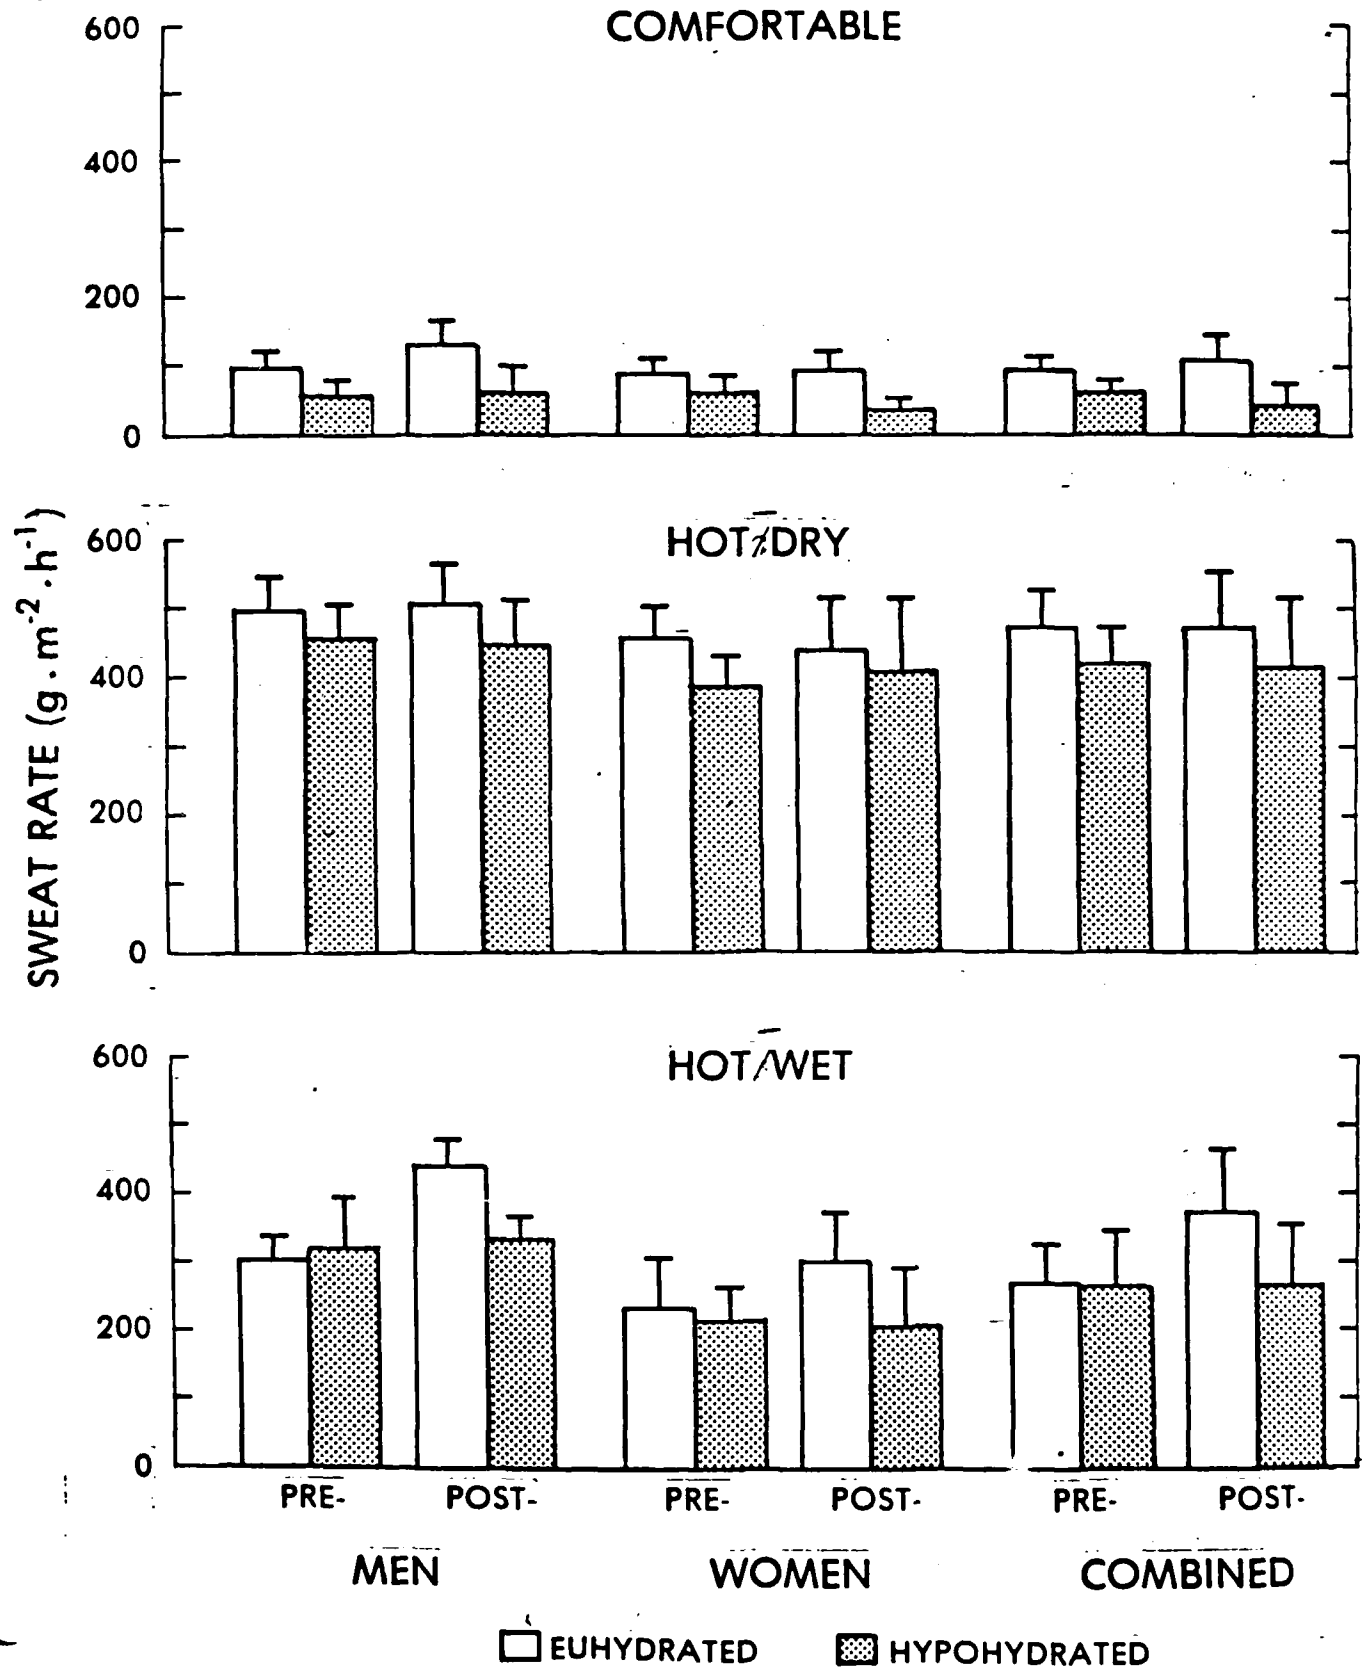 COMFORTABLE
600
400
200
0
SWEAT RATE (g·m⁻²·h⁻¹)
HOT/DRY
600
400
200
0
HOT/WET
600
400
200
0
PRE- POST- PRE- POST- PRE- POST-
MEN WOMEN COMBINED
EUHYDRATED HYPOHYDRATED